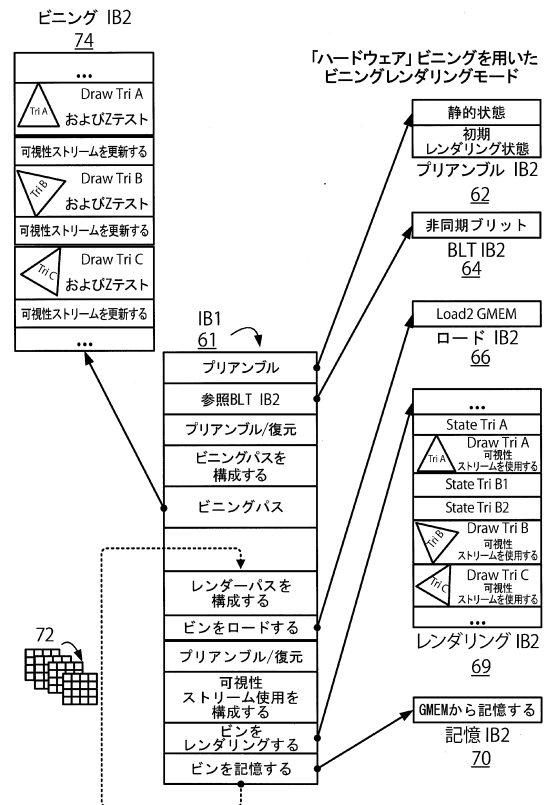 ビニング IB2
74
...
Tri A
Draw Tri A
およびZテスト
可視性ストリームを更新する
Tri B
Draw Tri B
およびZテスト
可視性ストリームを更新する
Tri C
Draw Tri C
およびZテスト
可視性ストリームを更新する
...
IB1
61
プリアンブル
参照BLT IB2
プリアンブル/復元
ビニングパスを
構成する
ビニングパス
レンダーパスを
構成する
ビンをロードする
プリアンブル/復元
可視性
ストリーム使用を
構成する
ビンを
レンダリングする
ビンを記憶する
72
「ハードウェア」ビニングを用いた
ビニングレンダリングモード
静的状態
初期
レンダリング状態
プリアンブル IB2
62
非同期ブリット
BLT IB2
64
Load2 GMEM
ロード IB2
66
...
State Tri A
Tri A
Draw Tri A
可視性
ストリームを使用する
State Tri B1
State Tri B2
Tri B
Draw Tri B
可視性
ストリームを使用する
Tri C
Draw Tri C
可視性
ストリームを使用する
...
レンダリング IB2
69
GMEMから記憶する
記憶 IB2
70